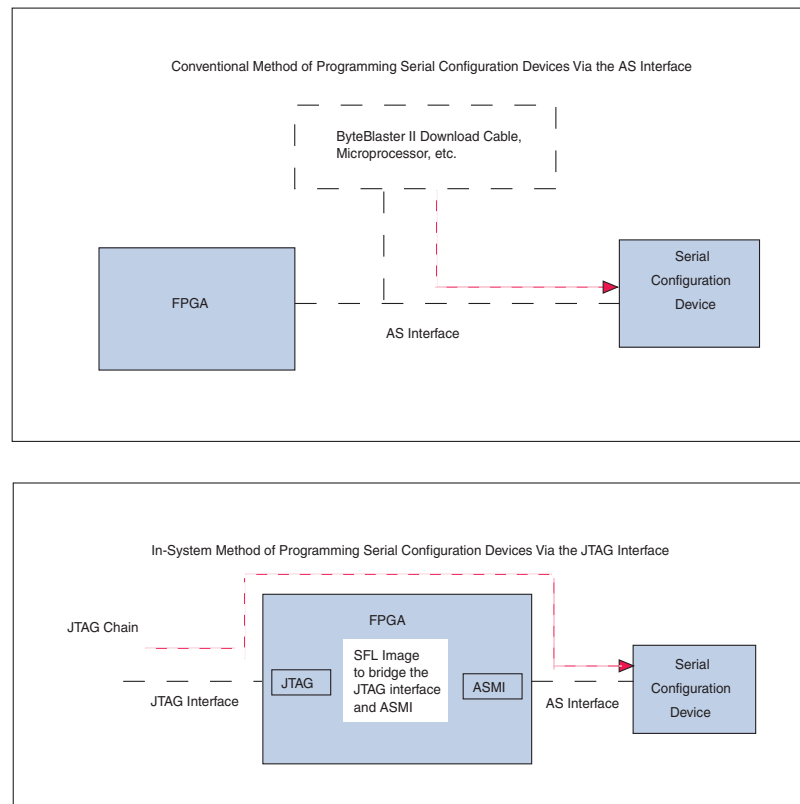 Conventional Method of Programming Serial Configuration Devices Via the AS Interface
ByteBlaster II Download Cable,
Microprocessor, etc.
FPGA
AS Interface
Serial
Configuration
Device
In-System Method of Programming Serial Configuration Devices Via the JTAG Interface
JTAG Chain
JTAG Interface
FPGA
JTAG
SFL Image
to bridge the
JTAG interface
and ASMI
ASMI
AS Interface
Serial
Configuration
Device